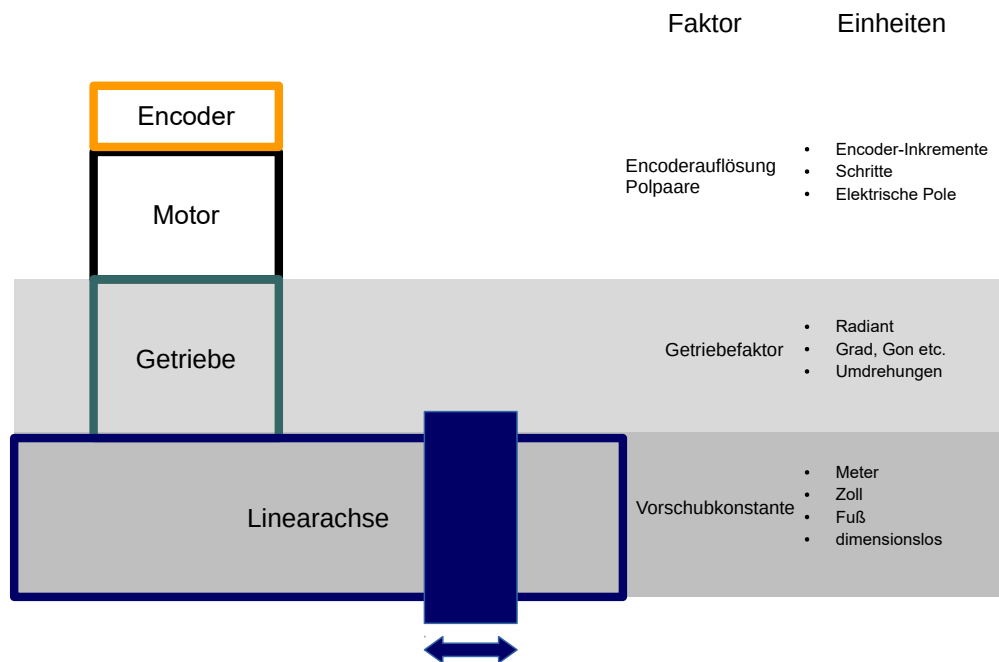 Faktor
Einheiten
Encoder
Encoderauflösung
Polpaare
• Encoder-Inkremente
• Schritte
• Elektrische Pole
Motor
Getriebe
Getriebefaktor
• Radiant
• Grad, Gon etc.
• Umdrehungen
Linearachse
Vorschubkonstante
• Meter
• Zoll
• Fuß
• dimensionslos